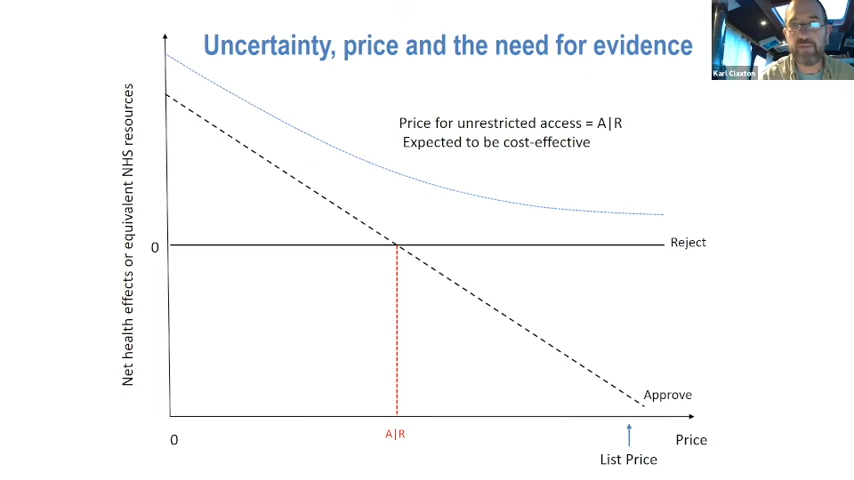 Uncertainty, price and the need for evidence
Karl Claxton
Net health effects or equivalent NHS resources
Price for unrestricted access = A|R
Expected to be cost-effective
0
Reject
Approve
0
A|R
Price
List Price